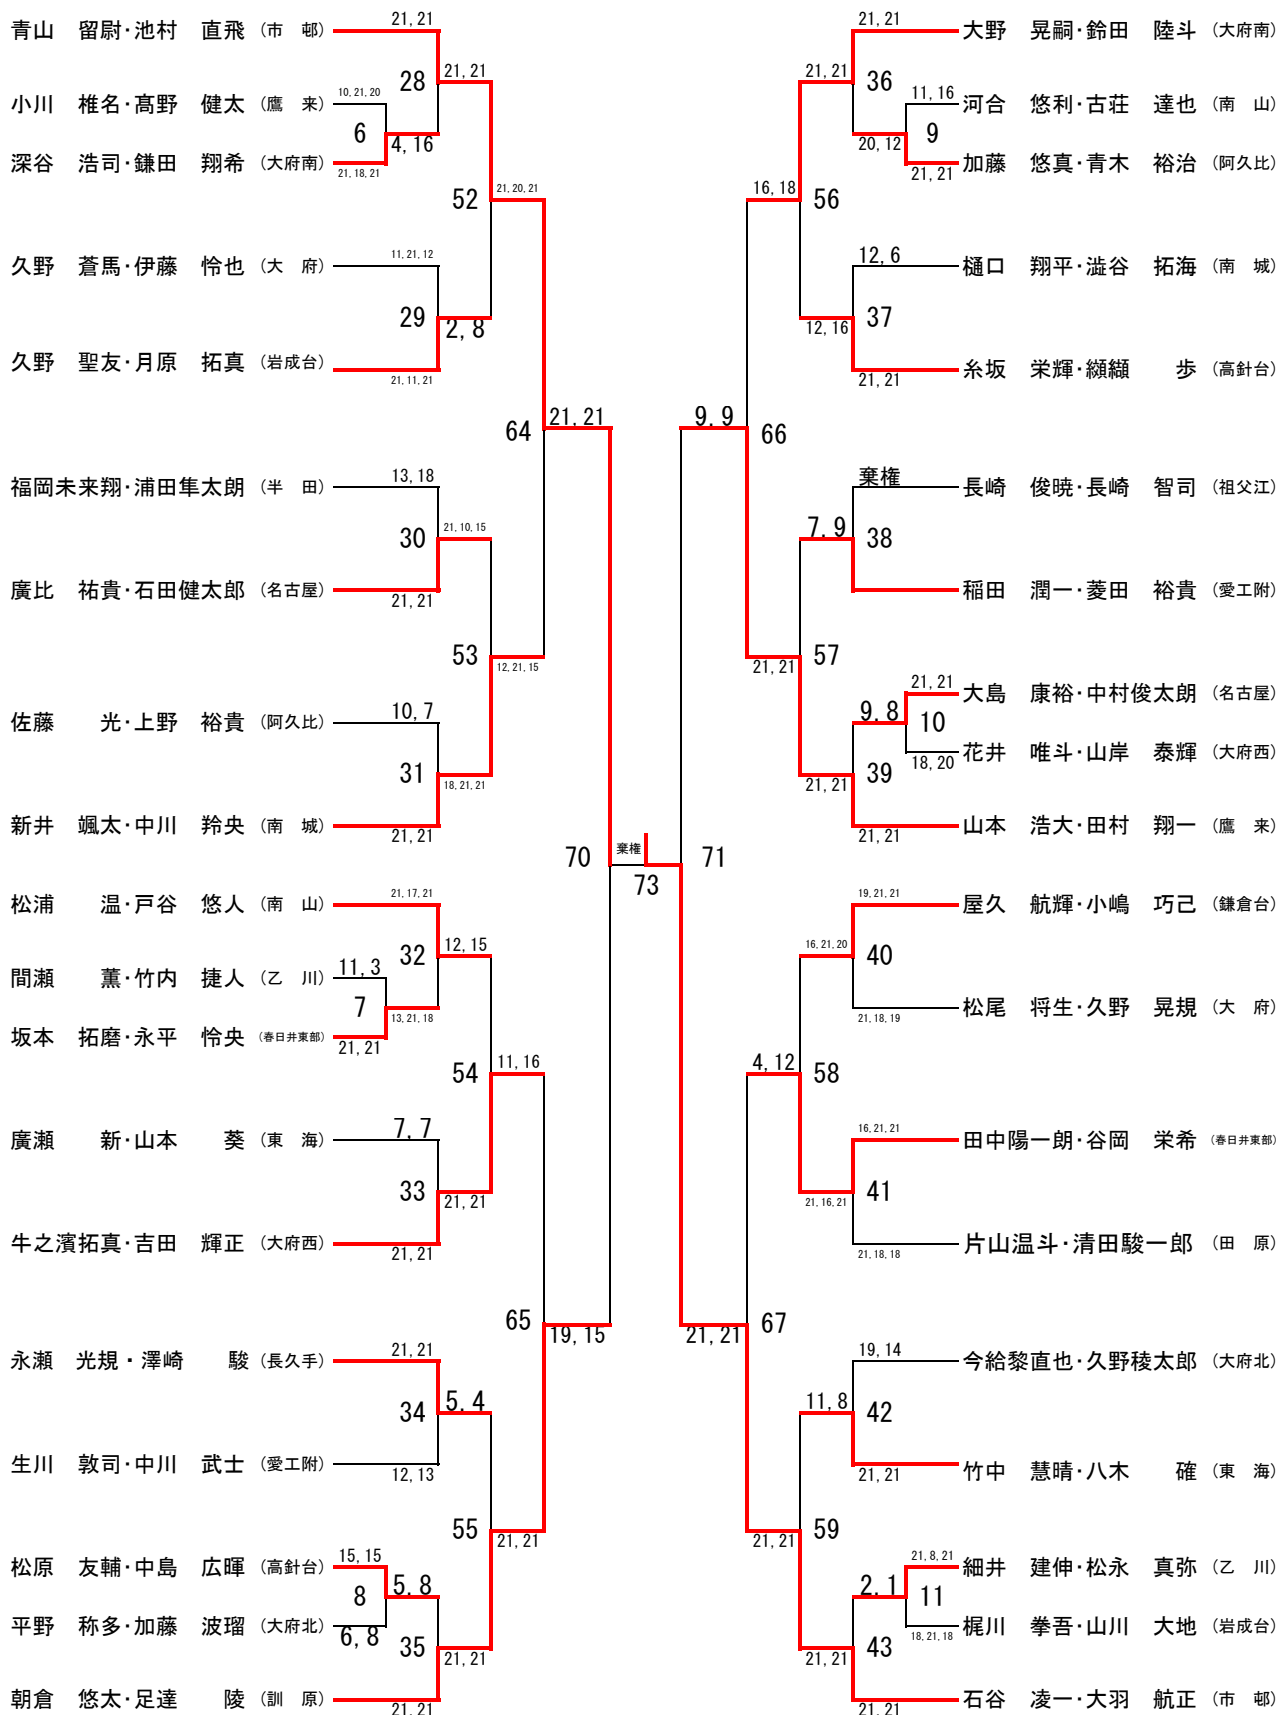 21, 21
青山　留尉・池村　直飛 （市　邨）
21, 21
28
10, 21, 20
小川　椎名・髙野　健太 （鷹　来）
6
4, 16
深谷　浩司・鎌田　翔希 （大府南）
21, 18, 21
52
21, 20, 21
11, 21, 12
久野　蒼馬・伊藤　怜也 （大　府）
29
2, 8
久野　聖友・月原　拓真 （岩成台）
21, 11, 21
64
21, 21
13, 18
福岡未来翔・浦田隼太朗 （半　田）
30
21, 10, 15
廣比　祐貴・石田健太郎 （名古屋）
21, 21
53
12, 21, 15
10, 7
佐藤　　光・上野　裕貴 （阿久比）
31
18, 21, 21
新井　颯太・中川　羚央 （南　城）
21, 21
70
棄権
73
71
21, 17, 21
松浦　　温・戸谷　悠人 （南　山）
32
12, 15
11, 3
間瀬　　薫・竹内　捷人 （乙　川）
7
13, 21, 18
坂本　拓磨・永平　怜央 （春日井東部）
21, 21
54
11, 16
7, 7
廣瀬　　新・山本　　葵 （東　海）
33
21, 21
牛之濱拓真・吉田　輝正 （大府西）
21, 21
65
19, 15
21, 21
永瀬　光規・澤崎　　駿 （長久手）
34
5, 4
生川　敦司・中川　武士 （愛工附）
12, 13
55
21, 21
15, 15
松原　友輔・中島　広暉 （高針台）
8
5, 8
平野　称多・加藤　波瑠 （大府北）
6, 8
35
21, 21
朝倉　悠太・足達　　陵 （訓　原）
21, 21
21, 21
大野　晃嗣・鈴田　陸斗 （大府南）
21, 21
36
11, 16
河合　悠利・古荘　達也 （南　山）
9
20, 12
加藤　悠真・青木　裕治 （阿久比）
21, 21
16, 18
56
12, 6
樋口　翔平・澁谷　拓海 （南　城）
12, 16
37
糸坂　栄輝・纐纈　　歩 （高針台）
21, 21
9, 9
66
棄権
長崎　俊暁・長崎　智司 （祖父江）
7, 9
38
稲田　潤一・菱田　裕貴 （愛工附）
57
21, 21
21, 21
大島　康裕・中村俊太朗 （名古屋）
9, 8
10
花井　唯斗・山岸　泰輝 （大府西）
18, 20
39
21, 21
山本　浩大・田村　翔一 （鷹　来）
21, 21
19, 21, 21
屋久　航輝・小嶋　巧己 （鎌倉台）
16, 21, 20
40
松尾　将生・久野　晃規 （大　府）
21, 18, 19
4, 12
58
16, 21, 21
田中陽一朗・谷岡　栄希 （春日井東部）
21, 16, 21
41
片山温斗・清田駿一郎 （田　原）
21, 18, 18
21, 21
67
19, 14
今給黎直也・久野稜太郎 （大府北）
11, 8
42
竹中　慧晴・八木　　確 （東　海）
21, 21
59
21, 21
21, 8, 21
細井　建伸・松永　真弥 （乙　川）
2, 1
11
梶川　拳吾・山川　大地 （岩成台）
18, 21, 18
43
21, 21
石谷　凌一・大羽　航正 （市　邨）
21, 21